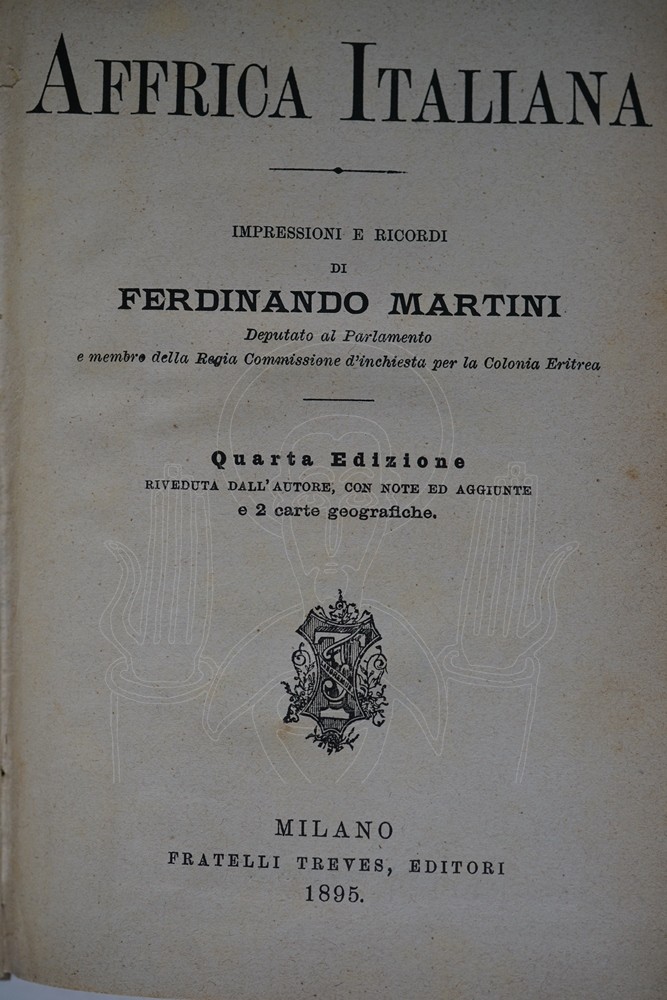 AFFRICA ITALIANA
IMPRESSIONI E RICORDI
DI
FERDINANDO MARTINI
Deputato al Parlamento
e membro della Regia Commissione d'inchiesta per la Colonia Eritrea
Quarta Edizione
RIVEDUTA DALL'AUTORE, CON NOTE ED AGGIUNTE
e 2 carte geografiche.
MILANO
FRATELLI TREVES, EDITORI
1895.